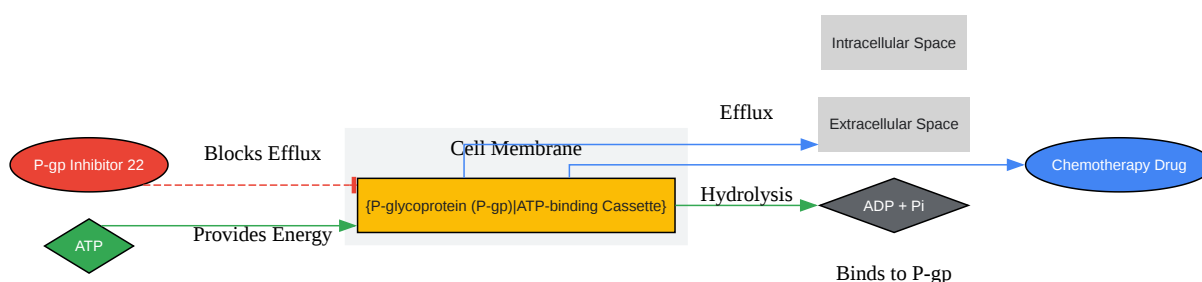 Intracellular Space
Efflux
Extracellular Space
Blocks Efflux
Cell Membrane
P-gp Inhibitor 22
Chemotherapy Drug
{P-glycoprotein (P-gp)|ATP-binding Cassette}
Hydrolysis
ADP + Pi
ATP
Provides Energy
Binds to P-gp